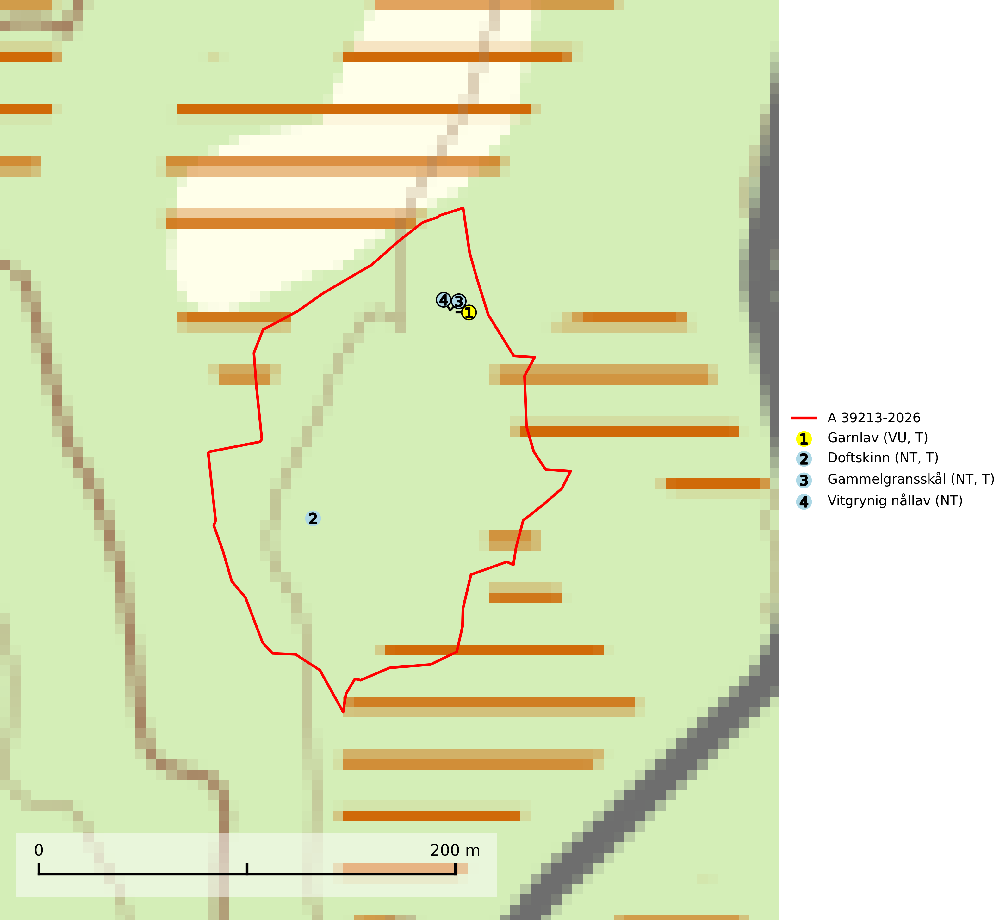 4 3
1
2
A 39213-2026
1 Garnlav (VU, T)
2 Doftskinn (NT, T)
3 Gammelgransskål (NT, T)
4 Vitgrynig nållav (NT)
0 200 m